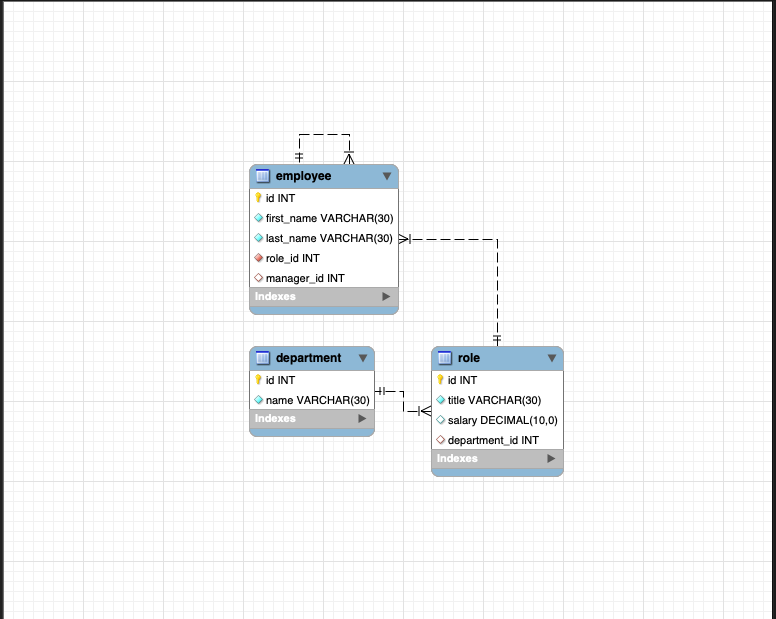 employee
id INT
first_name VARCHAR(30)
last_name VARCHAR(30)
role_id INT
manager_id INT
Indexes
department
id INT
name VARCHAR(30)
Indexes
role
id INT
title VARCHAR(30)
salary DECIMAL(10,0)
department_id INT
Indexes